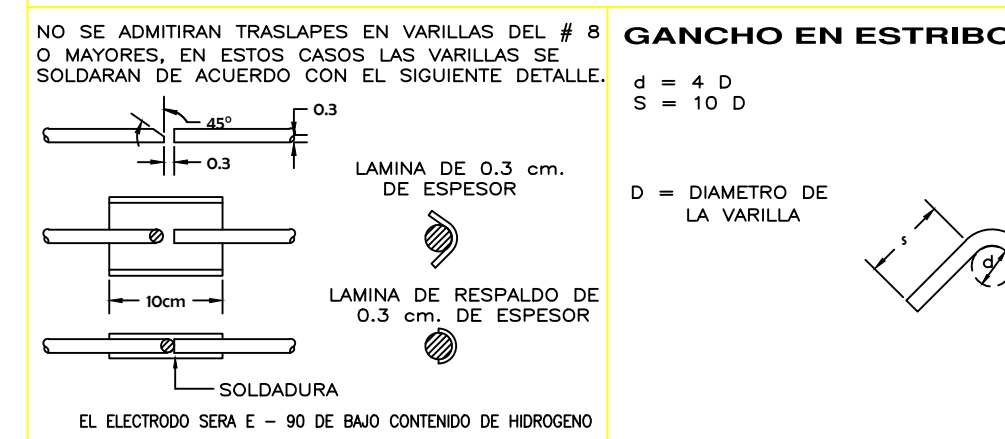 NO SE ADMITIRAN TRASLAPES EN VARILLAS DEL # 8
O MAYORES, EN ESTOS CASOS LAS VARILLAS SE
SOLDARAN DE ACUERDO CON EL SIGUIENTE DETALLE.
45°
0.3
0.3
LAMINA DE 0.3 cm.
DE ESPESOR
10cm
LAMINA DE RESPALDO DE
0.3 cm. DE ESPESOR
SOLDADURA
EL ELECTRODO SERA E - 90 DE BAJO CONTENIDO DE HIDROGENO
GANCHO EN ESTRIBO
d = 4 D
S = 10 D
D = DIAMETRO DE
LA VARILLA
s
d